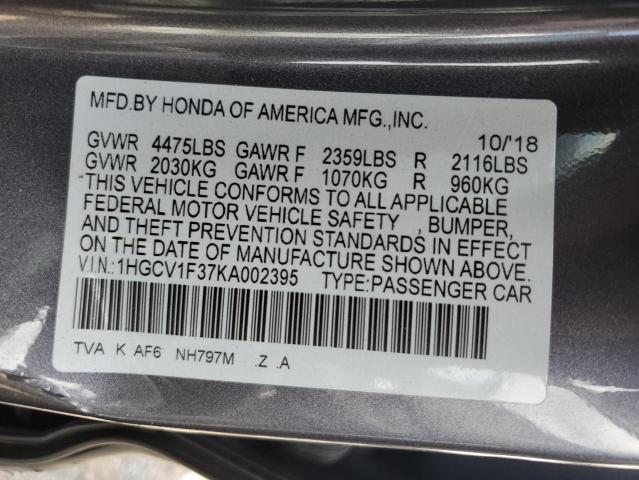 MFD.BY HONDA OF AMERICA MFG.,INC. 10/'18
GVWR 4475LBS GAWR F 2359LBS R 2116LBS
GVWR 2030KG GAWR F 1070KG R 960KG
THIS VEHICLE CONFORMS TO ALL APPLICABLE
FEDERAL MOTOR VEHICLE SAFETY , BUMPER,
AND THEFT PREVENTION STANDARDS IN EFFECT
ON THE DATE OF MANUFACTURE SHOWN ABOVE.
V.I.N.:1HGCV1F37KA002395 TYPE:PASSENGER CAR
TVA K AF6 NH797M .Z .A